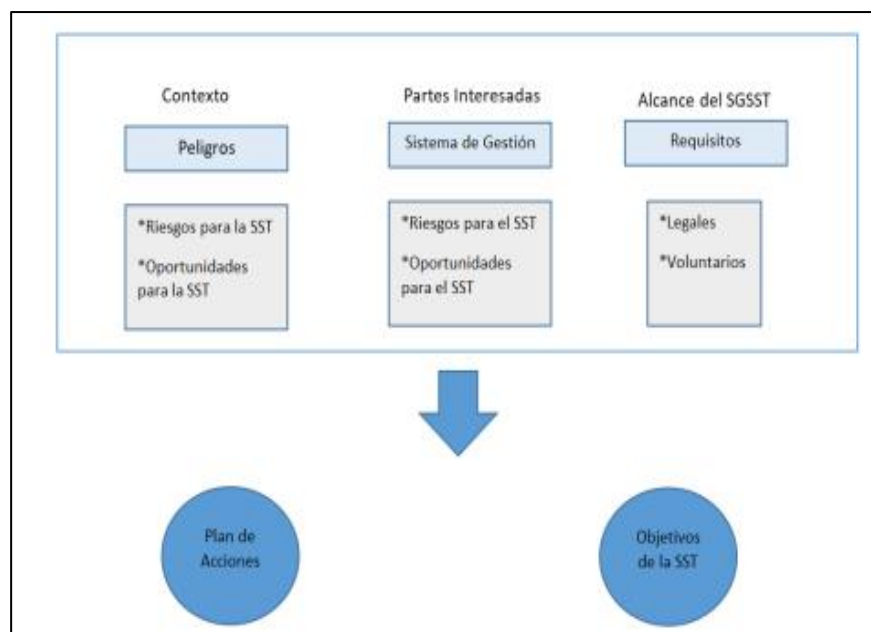 Contexto
Partes Interesadas
Alcance del SGSST
Peligros
Sistema de Gestión
Requisitos
*Riesgos para la SST
*Oportunidades
para la SST
*Riesgos para el SST
*Oportunidades
para el SST
*Legales
*Voluntarios
Plan de
Acciones
Objetivos
de la SST